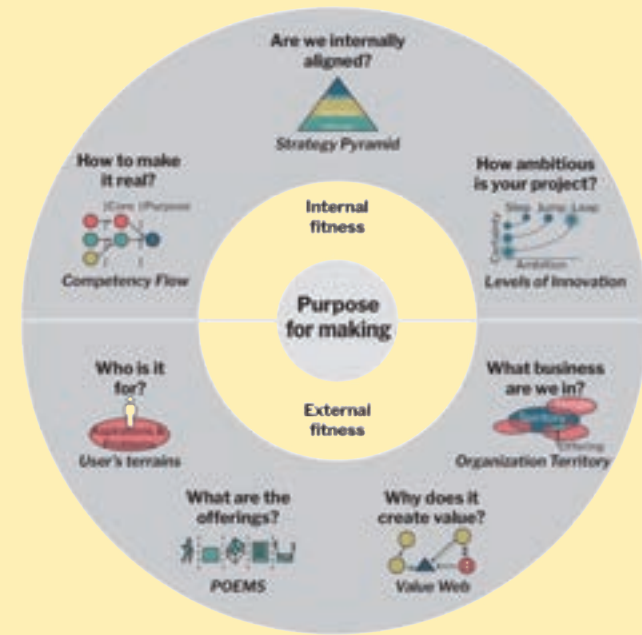 Are we internally
aligned?
Strategy Pyramid
How to make
it real?
Core
Purpose
Competency Flow
How ambitious
is your project?
Step Jump Leap
Certainty
Ambition
Levels of Innovation
Internal
fitness
Purpose
for making
External
fitness
Who is it
for?
User's terrains
What business
are we in?
Offering
Organization Territory
What are the
offerings?
POEMS
Why does it
create value?
Value Web